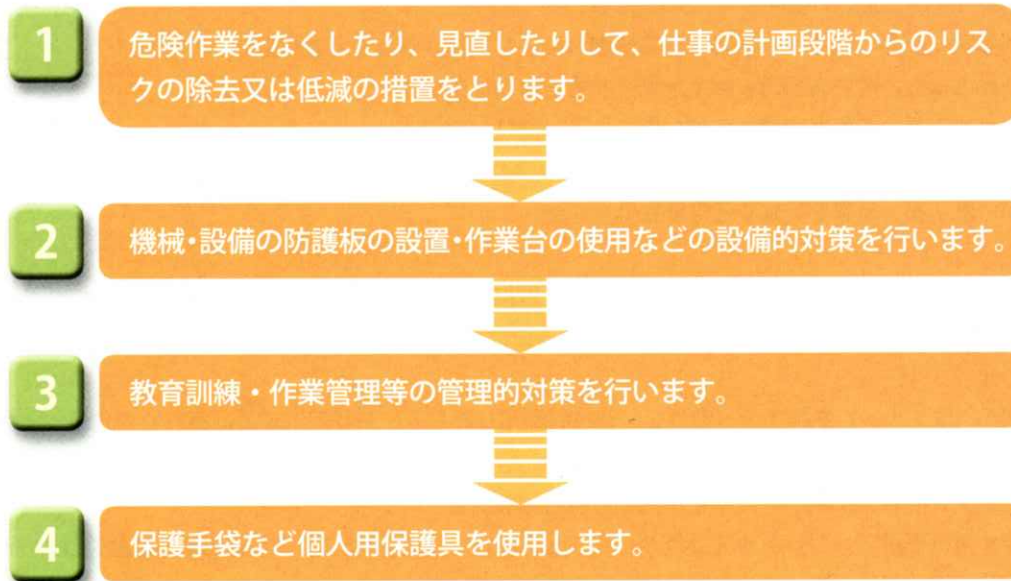 1
危険作業をなくしたり、見直したりして、仕事の計画段階からのリス
クの除去又は低減の措置をとります。
2
機械・設備の防護板の設置・作業台の使用などの設備的対策を行います。
3
教育訓練・作業管理等の管理的対策を行います。
4
保護手袋など個人用保護具を使用します。